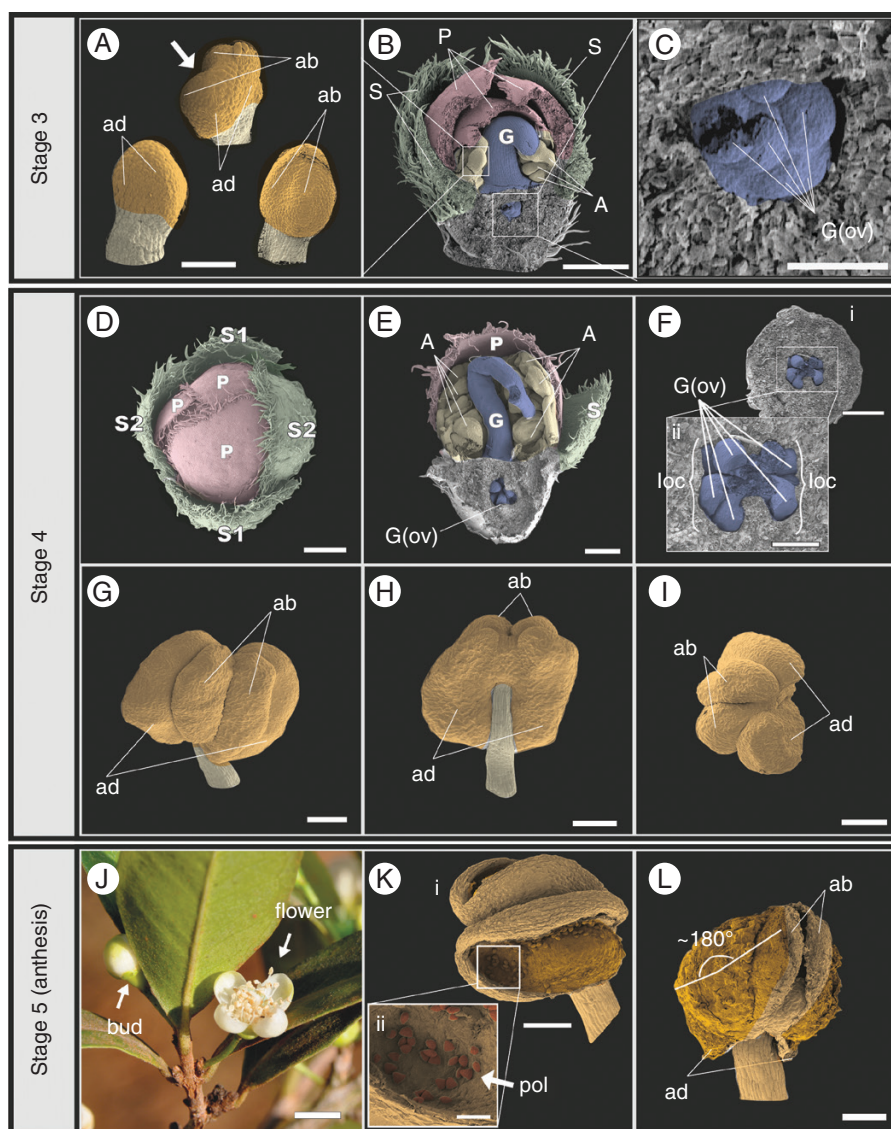 Stage 3
A
ab
ab
ad
ad
B
P
S
S
G
A
C
G(ov)
Stage 4
D
S1
P
P
S2
S2
P
S1
E
A
A
P
S
G
G(ov)
F
i
G(ov)
ii
loc
loc
G
ab
ad
H
ab
ad
I
ab
ad
Stage 5 (anthesis)
J
flower
bud
K
i
ii
pol
L
ab
~180°
ad